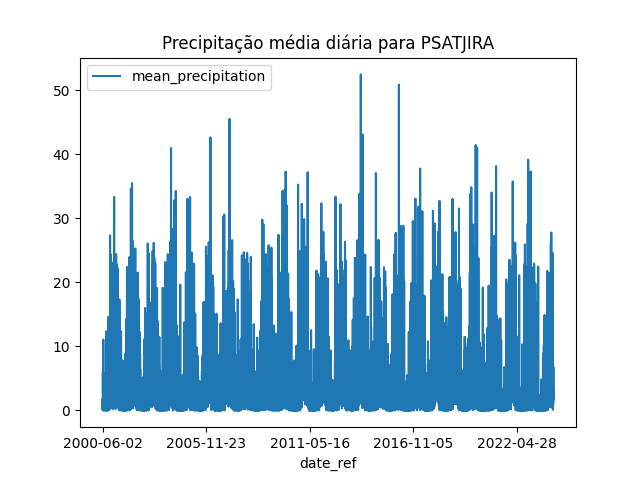 Precipitação média diária para PSATJIRA
mean_precipitation
50
40
30
20
10
0
2000-06-02 2005-11-23 2011-05-16 2016-11-05 2022-04-28
date_ref